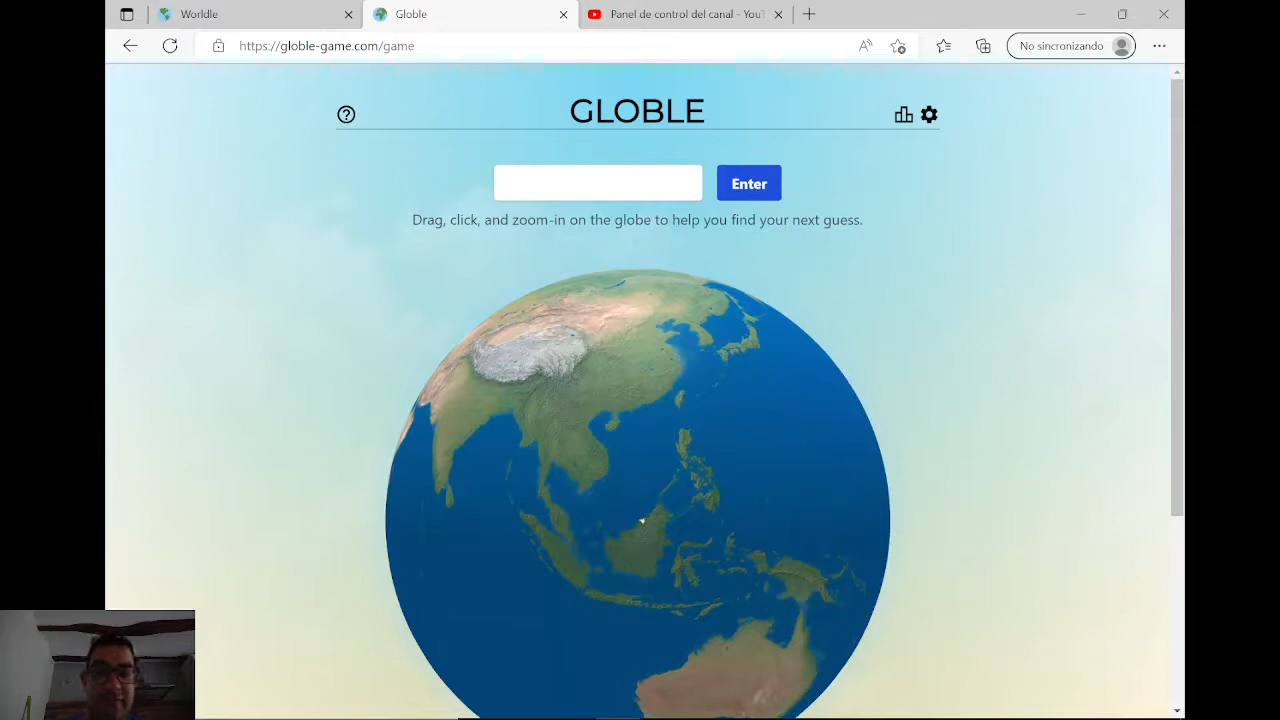 Worldle
Globle
Panel de control del canal - YouT
https://globle-game.com/game
No sincronizando
GLOBLE
Enter
Drag, click, and zoom-in on the globe to help you find your next guess.